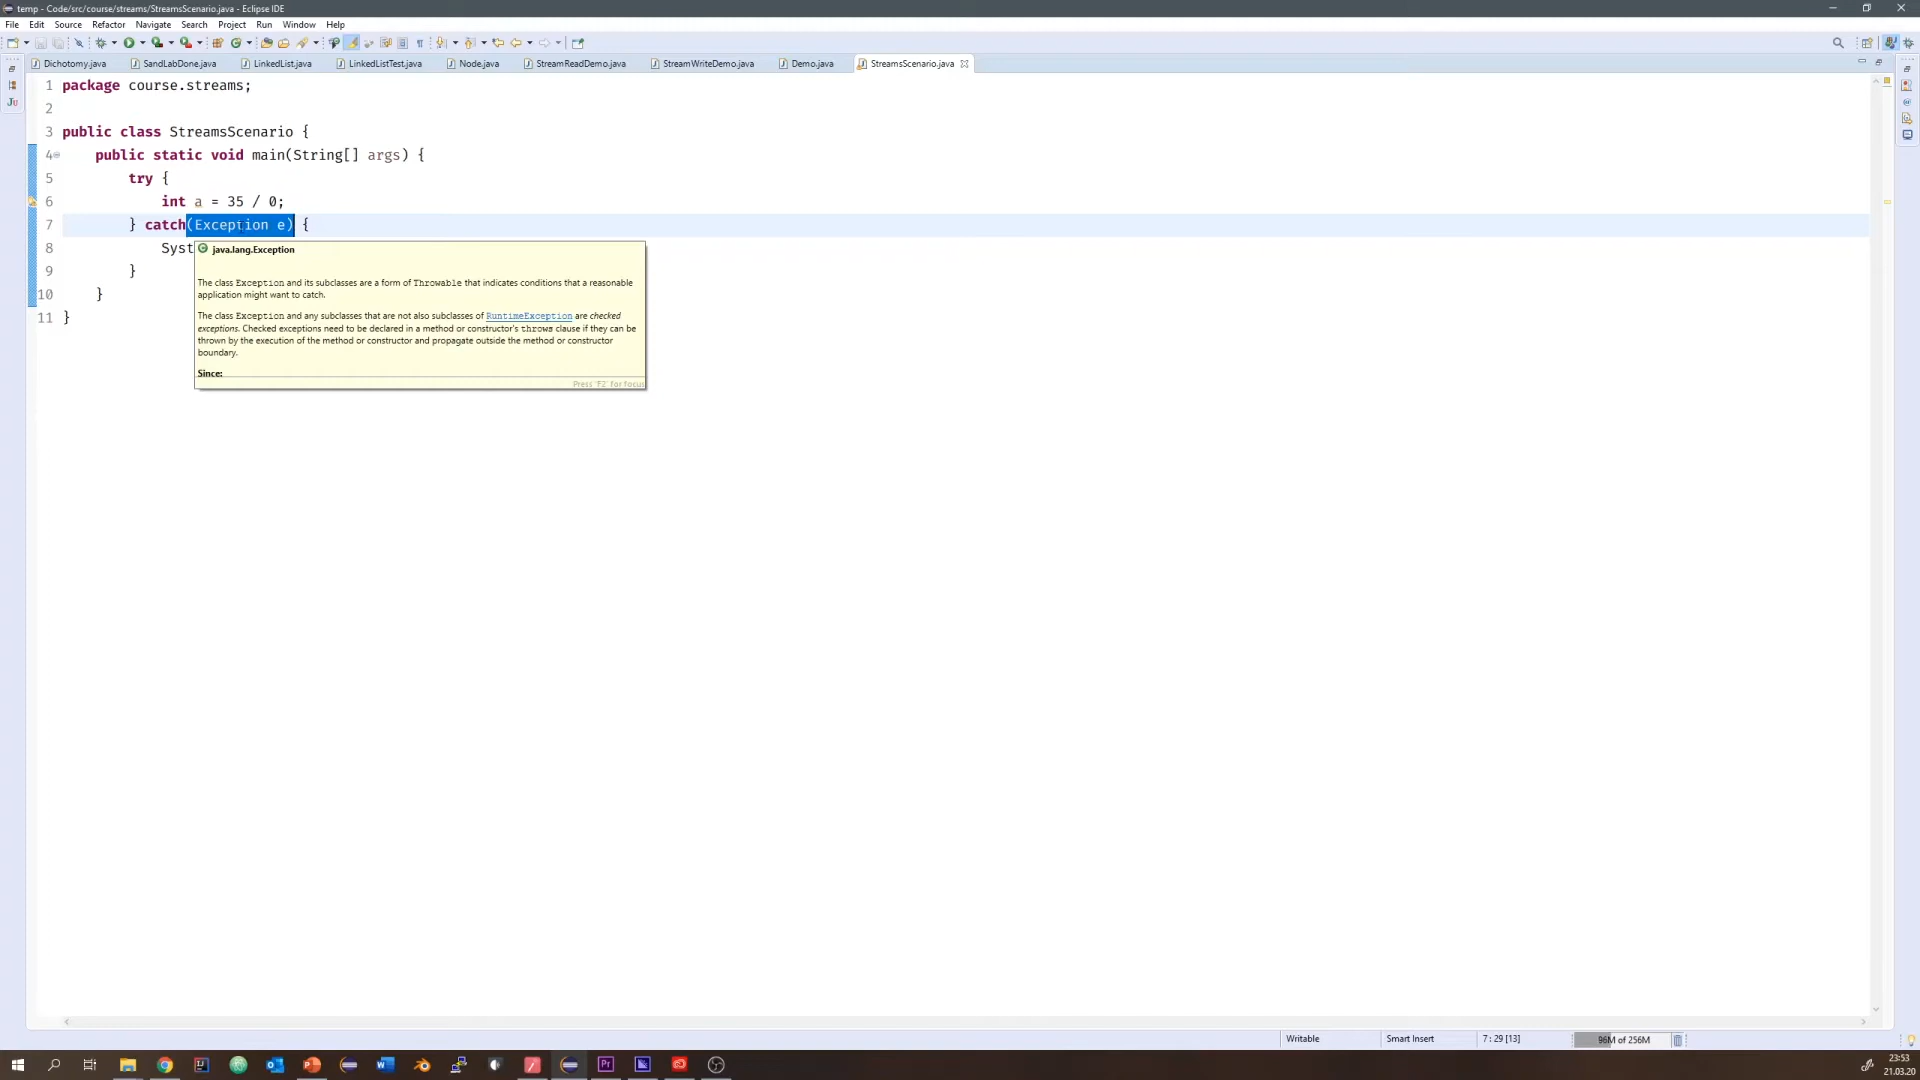 temp - Code/src/course/streams/StreamsScenario.java - Eclipse IDE
File Edit Source Refactor Navigate Search Project Run Window Help
Dichotomy.java SandLabDone.java LinkedList.java LinkedListTest.java Node.java StreamReadDemo.java StreamWriteDemo.java Demo.java StreamsScenario.java
1 package course.streams;
2
3 public class StreamsScenario {
4 public static void main(String[] args) {
5 try {
6 int a = 35 / 0;
7 } catch(Exception e) {
8 Syst
9 }
10 }
11 }
java.lang.Exception
The class Exception and its subclasses are a form of Throwable that indicates conditions that a reasonable
application might want to catch.
The class Exception and any subclasses that are not also subclasses of RuntimeException are checked
exceptions. Checked exceptions need to be declared in a method or constructor's throws clause if they can be
thrown by the execution of the method or constructor and propagate outside the method or constructor
boundary.
Since:
Press 'F2' for focus
Writable Smart Insert 7 : 29 [13] 96M of 256M
23:53
21.03.20